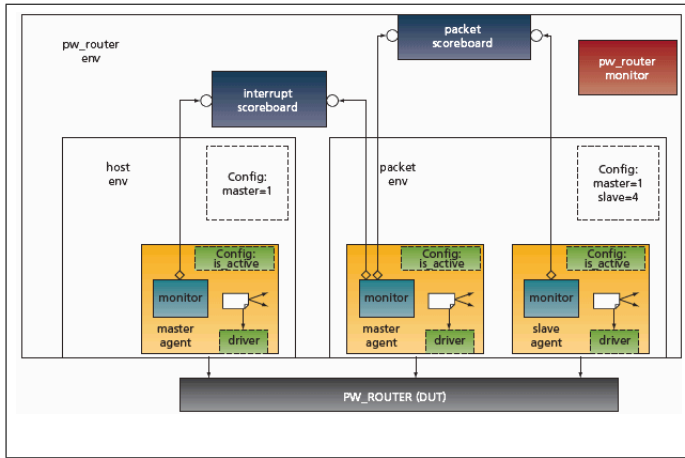 pw_router
env
packet
scoreboard
pw_router
monitor
interrupt
scoreboard
host
env
Config:
master=1
packet
env
Config:
master=1
slave=4
Config:
is_active
monitor
master
agent
driver
Config:
is_active
monitor
master
agent
driver
Config:
is_active
monitor
slave
agent
driver
PW_ROUTER (DUT)